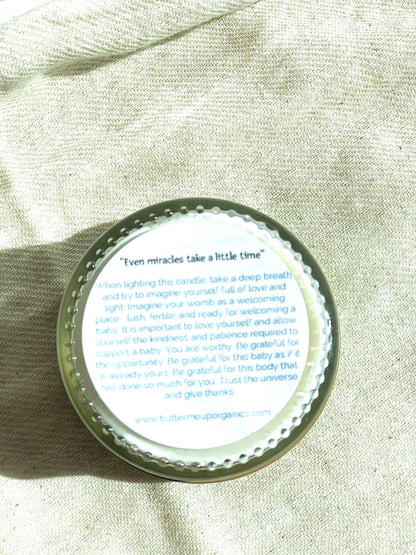 "Even miracles take a little time"
When lighting this candle, take a deep breath
and try to imagine yourself full of love and
light. Imagine your womb as a welcoming
place- lush, fertile, and ready for welcoming a
baby. It is important to love yourself and allow
yourself the kindness and patience required to
support a baby. You are worthy. Be grateful for
the opportunity. Be grateful for this baby as if it
is already yours. Be grateful for this body that
has done so much for you. Trust the universe
and give thanks.
www.buttermeuporganics.com